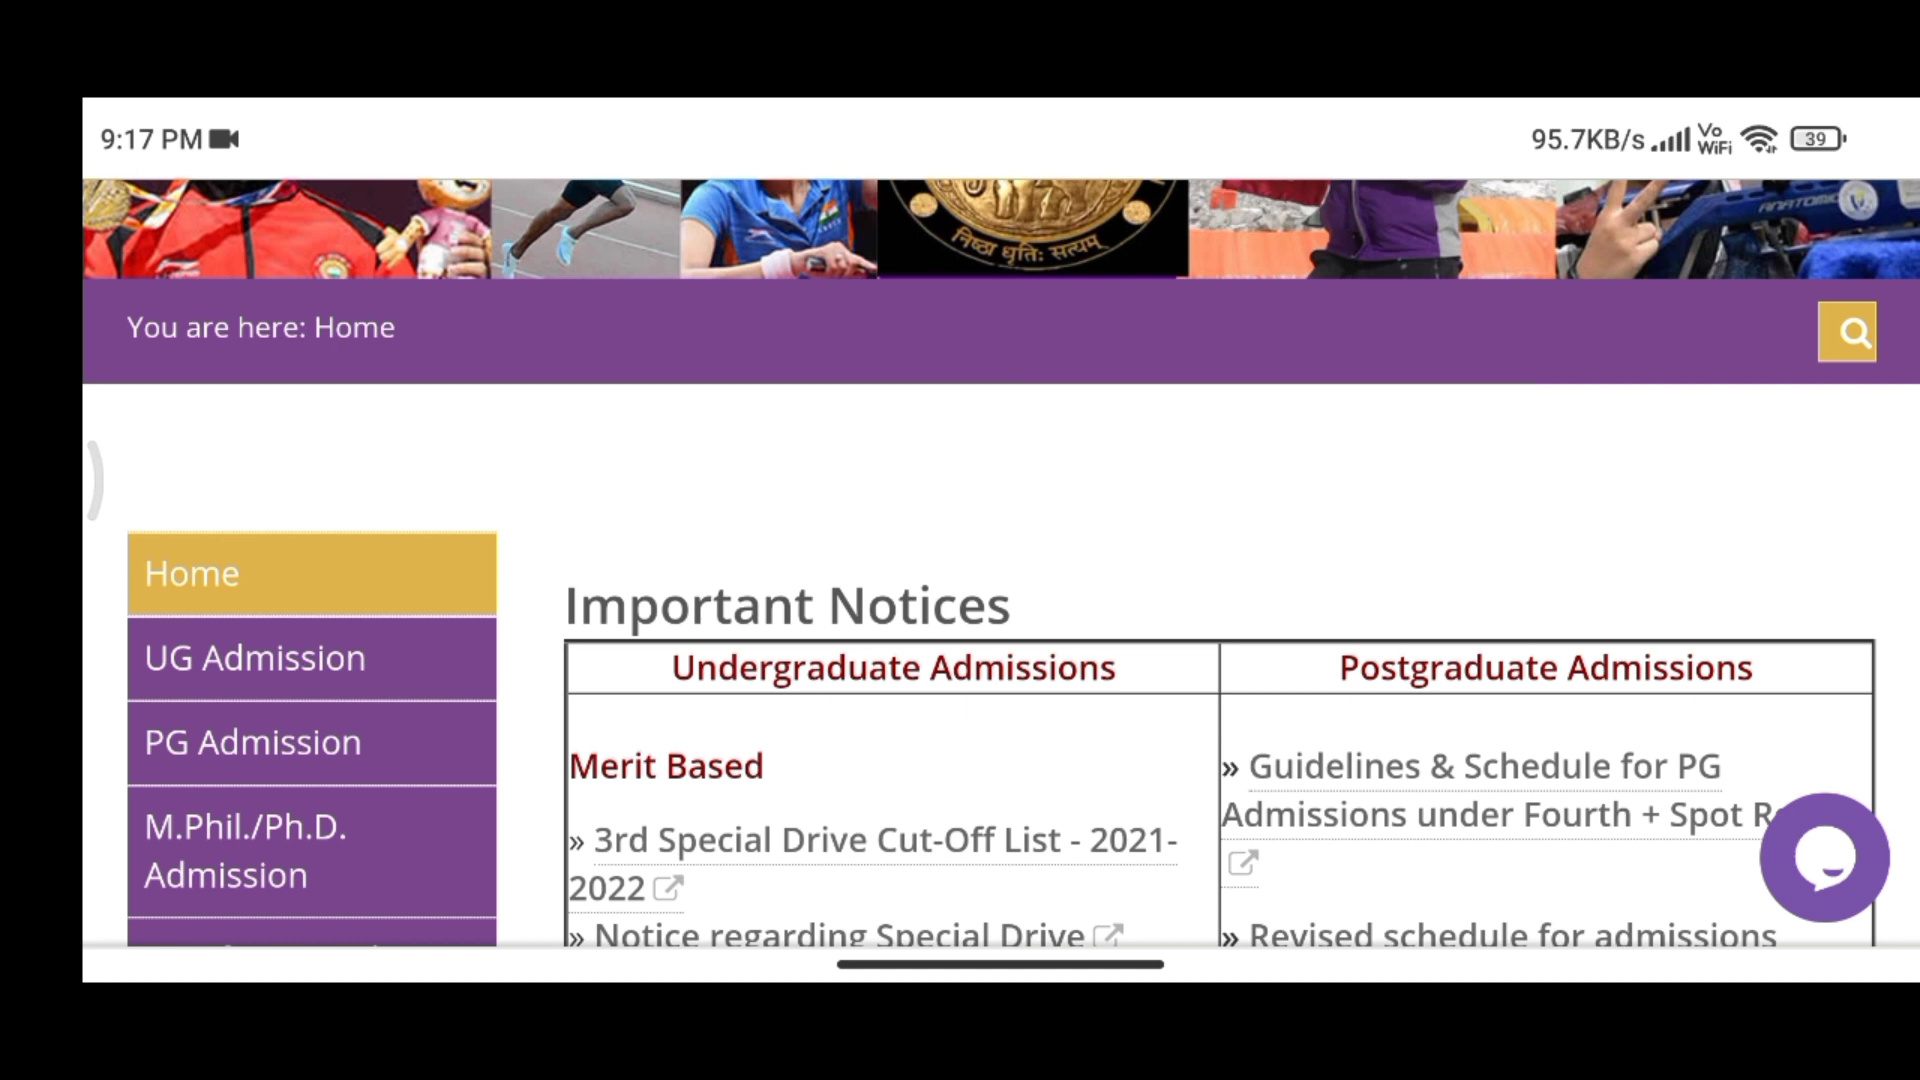 9:17 PM
95.7KB/s
Vo
WiFi
39
ANATOMIC
निष्ठा धृतिः सत्यम्
You are here: Home
Home
UG Admission
PG Admission
M.Phil./Ph.D.
Admission
Important Notices
Undergraduate Admissions
Postgraduate Admissions
Merit Based
» 3rd Special Drive Cut-Off List - 2021-
2022
» Notice regarding Special Drive
» Guidelines & Schedule for PG
Admissions under Fourth + Spot
» Revised schedule for admissions